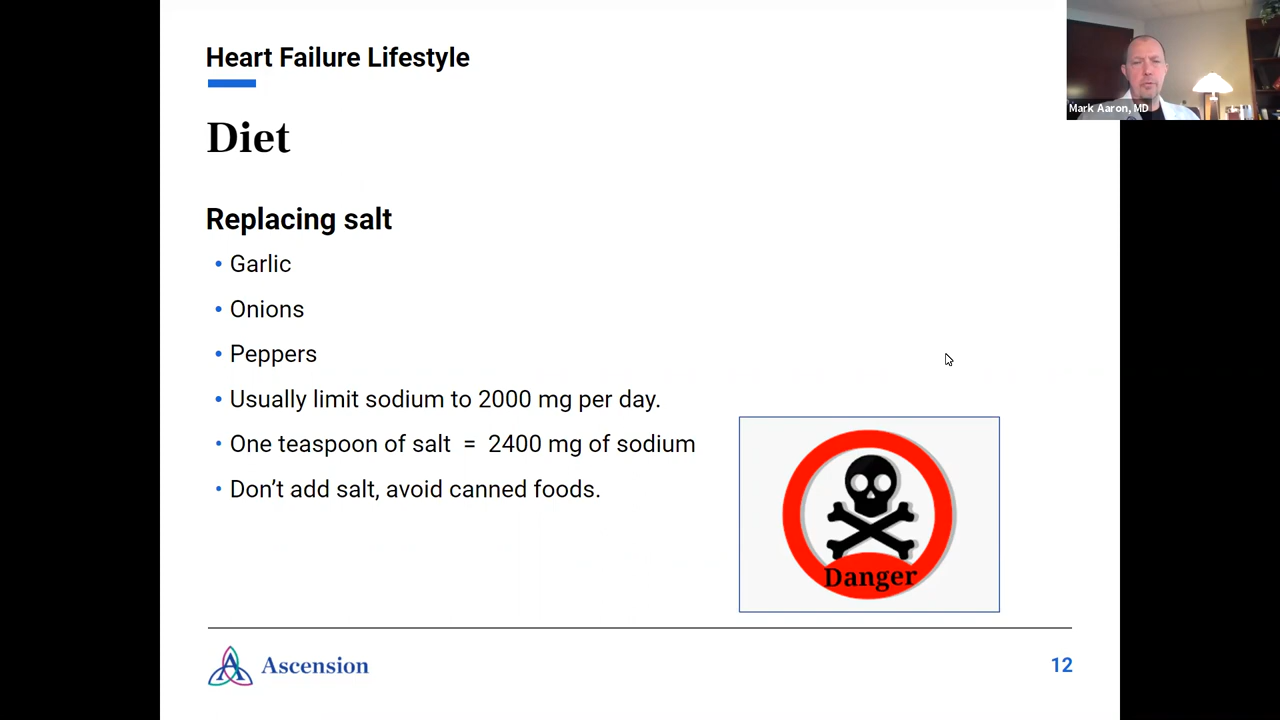 Heart Failure Lifestyle
Mark Aaron, MD
Diet
Replacing salt
• Garlic
• Onions
• Peppers
• Usually limit sodium to 2000 mg per day.
• One teaspoon of salt = 2400 mg of sodium
• Don't add salt, avoid canned foods.
Danger
Ascension
12